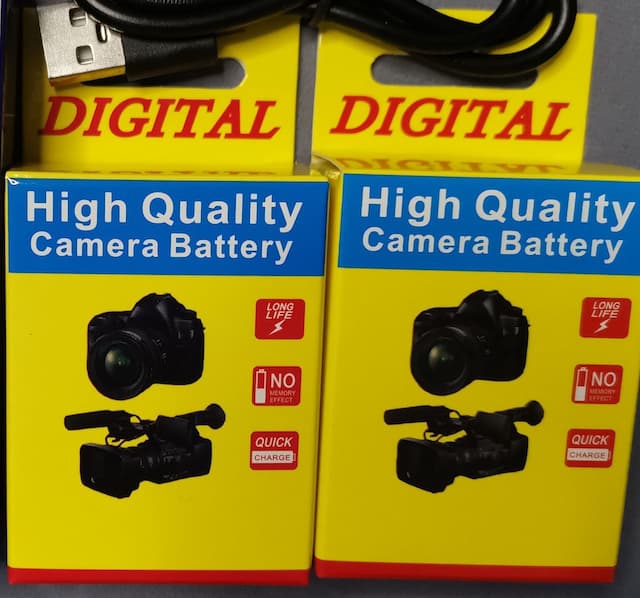 DIGITAL
High Quality
Camera Battery
LONG
LIFE
NO
MEMORY
EFFECT
QUICK
CHARGE
DIGITAL
High Quality
Camera Battery
LONG
LIFE
NO
MEMORY
EFFECT
QUICK
CHARGE